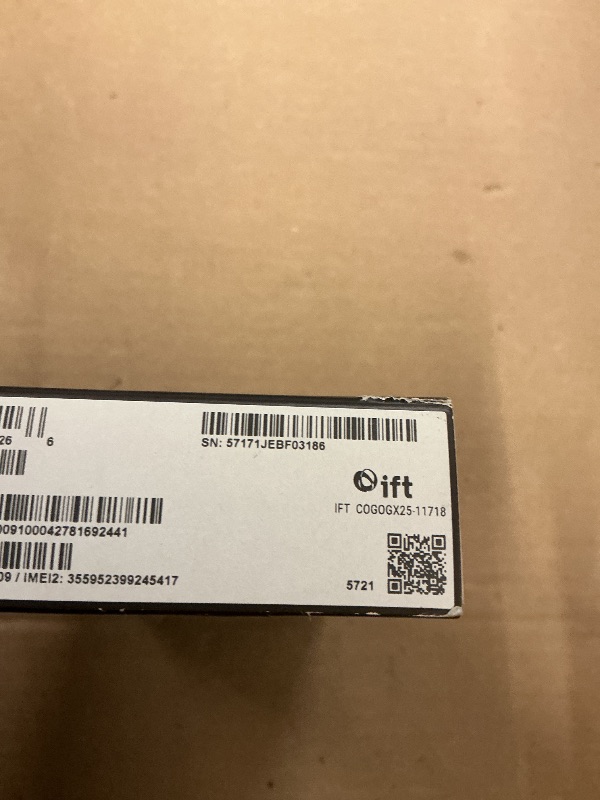 26 6
SN: 57171JEBF03186
ift
IFT COGOGX25-11718
009100042781692441
09 / IMEI2: 355952399245417
5721